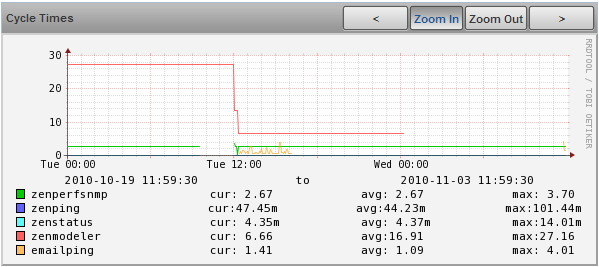 Cycle Times < Zoom In Zoom Out >
30
20
10
0
Tue 00:00 Tue 12:00 Wed 00:00
RRDTOOL / TOBI OETIKER
2010-10-19 11:59:30 to 2010-11-03 11:59:30
zenperfsnmp cur: 2.67 avg: 2.67 max: 3.70
zenping cur:47.45m avg:44.23m max:101.44m
zenstatus cur: 4.35m avg: 4.37m max:14.01m
zenmodeler cur: 6.66 avg:16.91 max:27.16
emailping cur: 1.41 avg: 1.09 max: 4.01